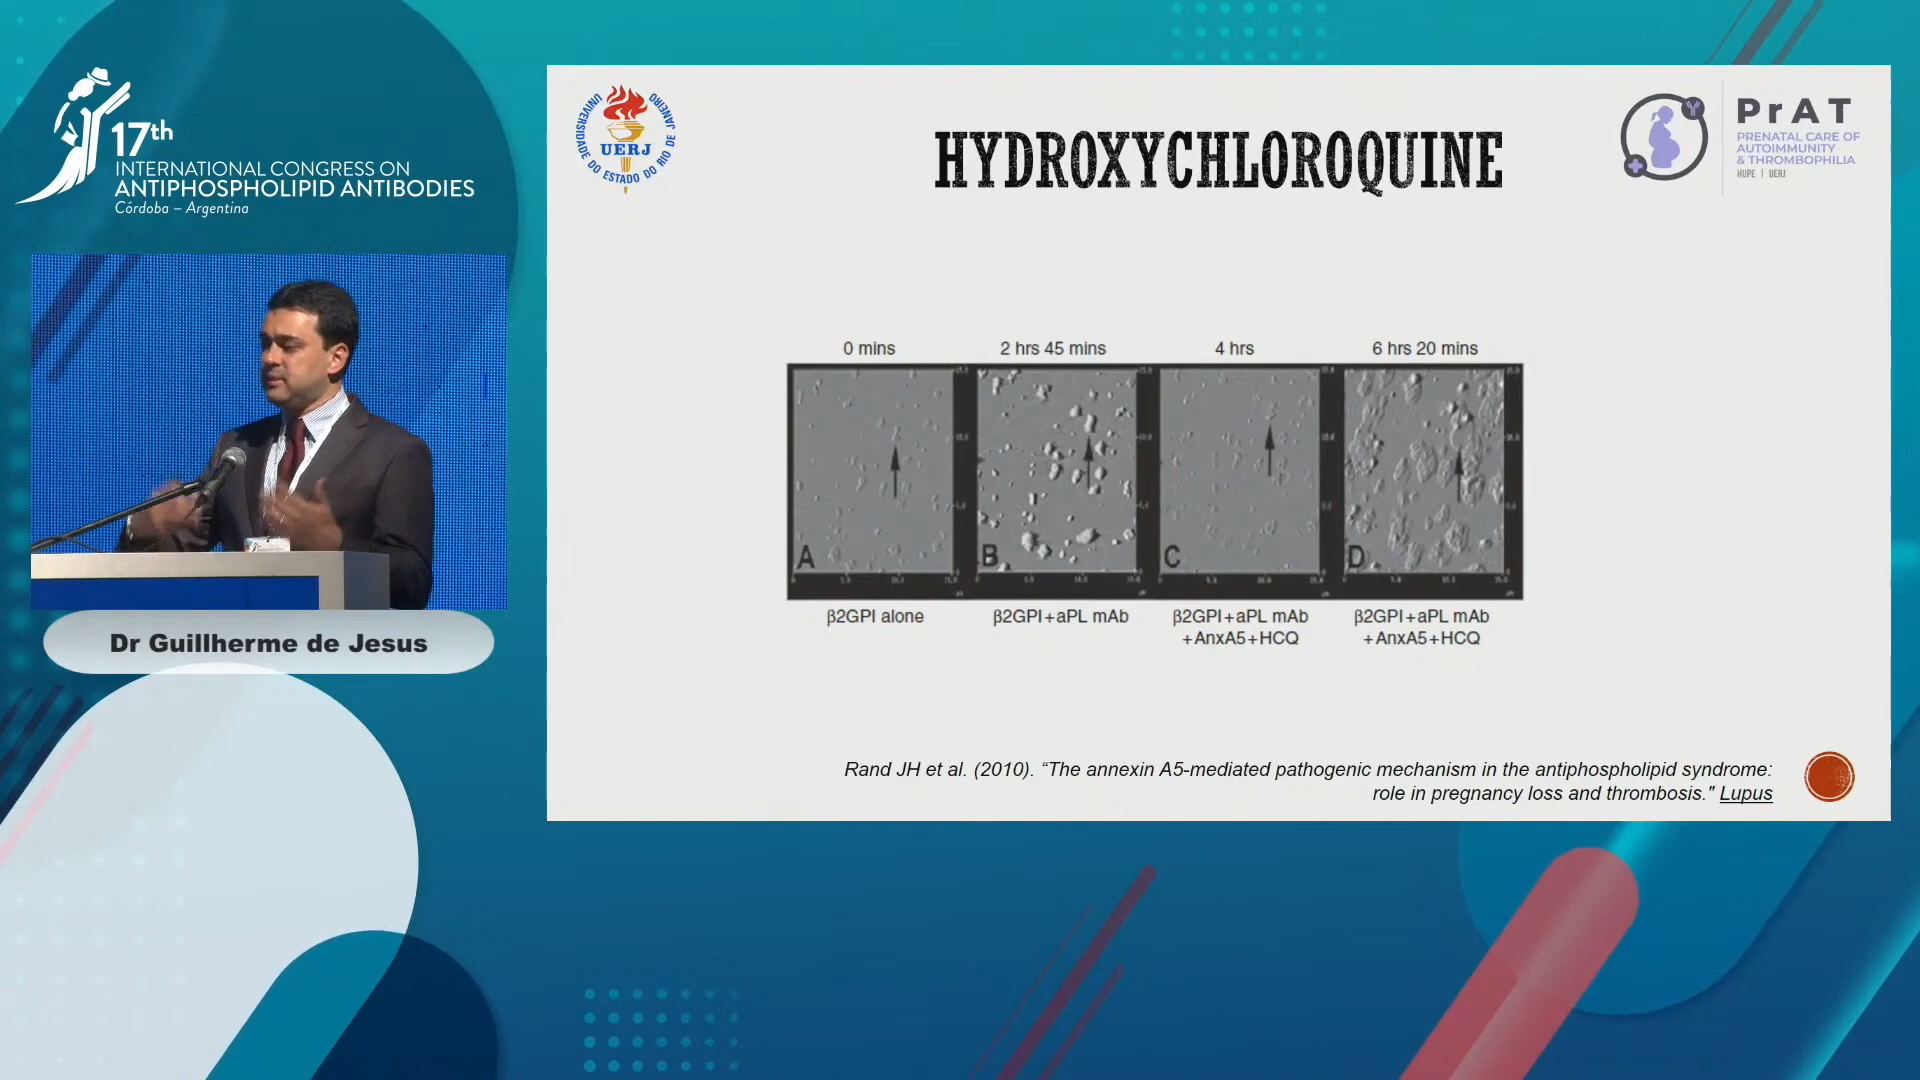 17th
INTERNATIONAL CONGRESS ON
ANTIPHOSPHOLIPID ANTIBODIES
Córdoba – Argentina
Dr Guillherme de Jesus
UNIVERSIDADE DO ESTADO DO RIO DE JANEIRO
UERJ
HYDROXYCHLOROQUINE
PrAT
PRENATAL CARE OF
AUTOIMMUNITY
& THROMBOPHILIA
HUPE | UERJ
0 mins 2 hrs 45 mins 4 hrs 6 hrs 20 mins
A B C D
β2GPI alone β2GPI+aPL mAb β2GPI+aPL mAb β2GPI+aPL mAb
+AnxA5+HCQ +AnxA5+HCQ
Rand JH et al. (2010). “The annexin A5-mediated pathogenic mechanism in the antiphospholipid syndrome:
role in pregnancy loss and thrombosis." Lupus